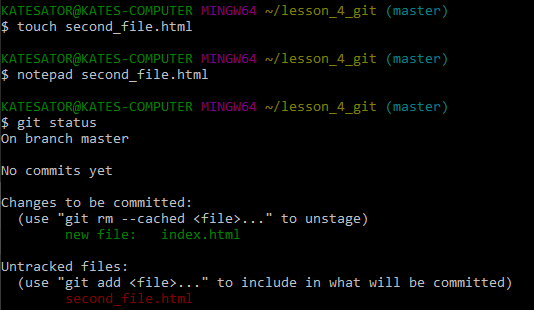 KATESATOR@KATES-COMPUTER MINGW64 ~/lesson_4_git (master)
$ touch second_file.html
KATESATOR@KATES-COMPUTER MINGW64 ~/lesson_4_git (master)
$ notepad second_file.html
KATESATOR@KATES-COMPUTER MINGW64 ~/lesson_4_git (master)
$ git status
On branch master
No commits yet
Changes to be committed:
(use "git rm --cached <file>..." to unstage)
new file:   index.html
Untracked files:
(use "git add <file>..." to include in what will be committed)
second_file.html